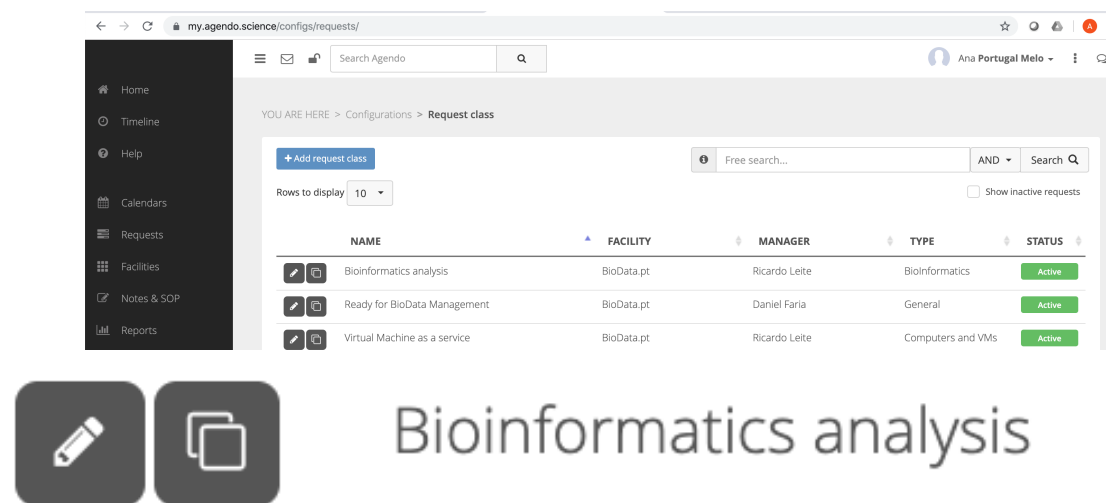 my.agendo.science/configs/requests/
A
Search Agendo
Ana Portugal Melo
Home
Timeline
Help
Calendars
Requests
Facilities
Notes & SOP
Reports
YOU ARE HERE > Configurations > Request class
+ Add request class
Free search... AND Search
Rows to display 10
Show inactive requests
NAME FACILITY MANAGER TYPE STATUS
Bioinformatics analysis BioData.pt Ricardo Leite BioInformatics Active
Ready for BioData Management BioData.pt Daniel Faria General Active
Virtual Machine as a service BioData.pt Ricardo Leite Computers and VMs Active
Bioinformatics analysis